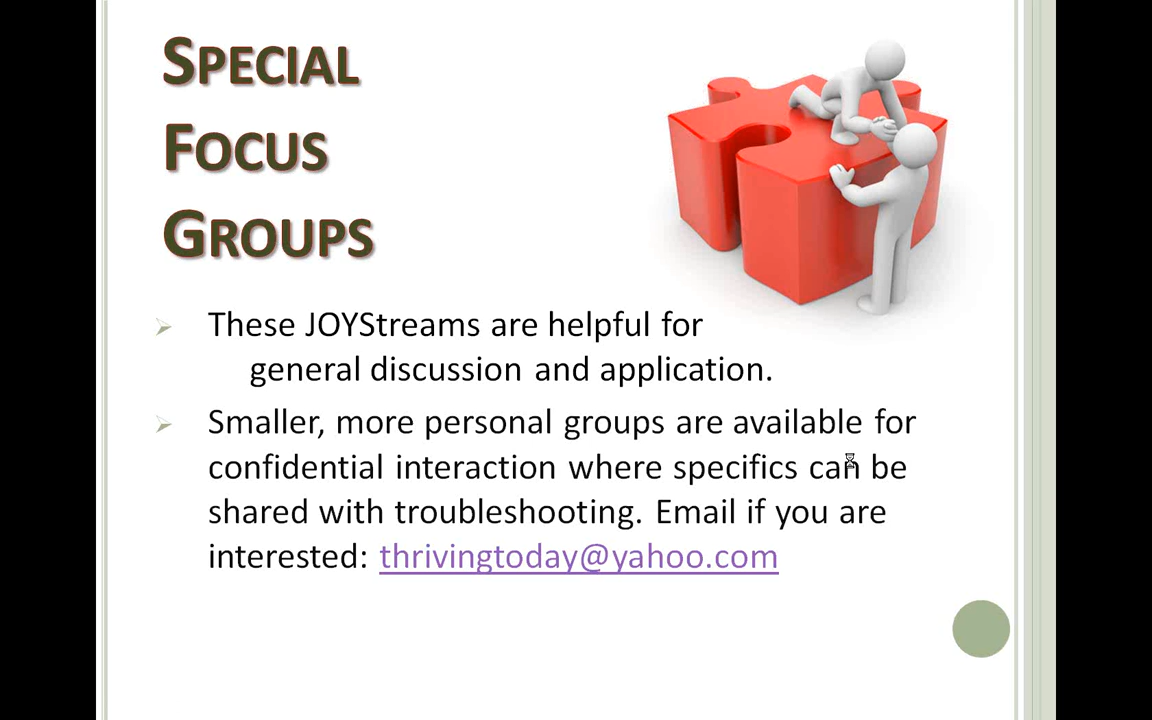 SPECIAL
FOCUS
GROUPS
These JOYStreams are helpful for
general discussion and application.
Smaller, more personal groups are available for
confidential interaction where specifics can be
shared with troubleshooting. Email if you are
interested: thrivingtoday@yahoo.com